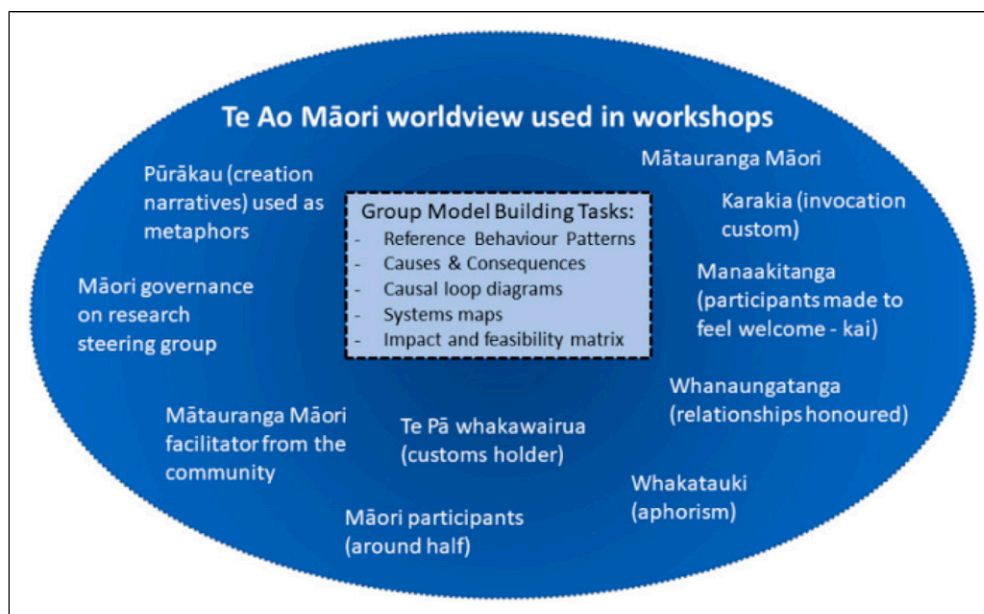 Te Ao Māori worldview used in workshops
Pūrākau (creation
narratives) used as
metaphors
Māori governance
on research
steering group
Mātauranga Māori
facilitator from the
community
Group Model Building Tasks:
- Reference Behaviour Patterns
- Causes & Consequences
- Causal loop diagrams
- Systems maps
- Impact and feasibility matrix
Te Pā whakawairua
(customs holder)
Māori participants
(around half)
Mātauranga Māori
Karakia (invocation
custom)
Manaakitanga
(participants made to
feel welcome - kai)
Whanaungatanga
(relationships honoured)
Whakatauki
(aphorism)